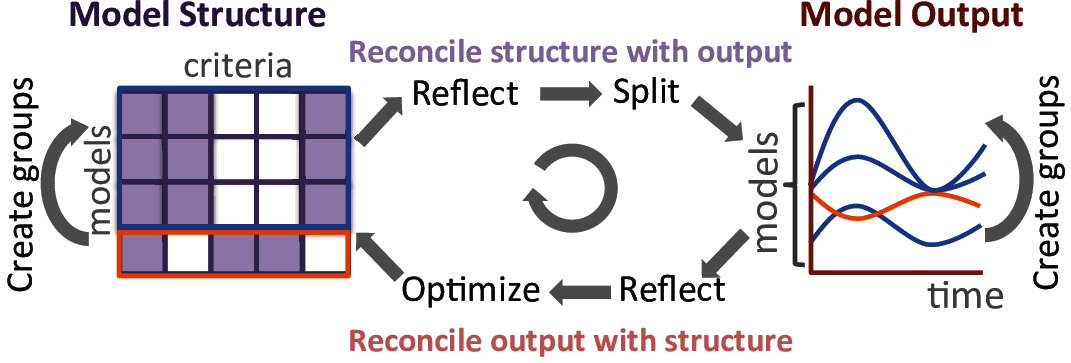 Model Structure
Model Output
Reconcile structure with output
criteria
Reflect
Split
Create groups
models
models
Create groups
Optimize
Reflect
time
Reconcile output with structure